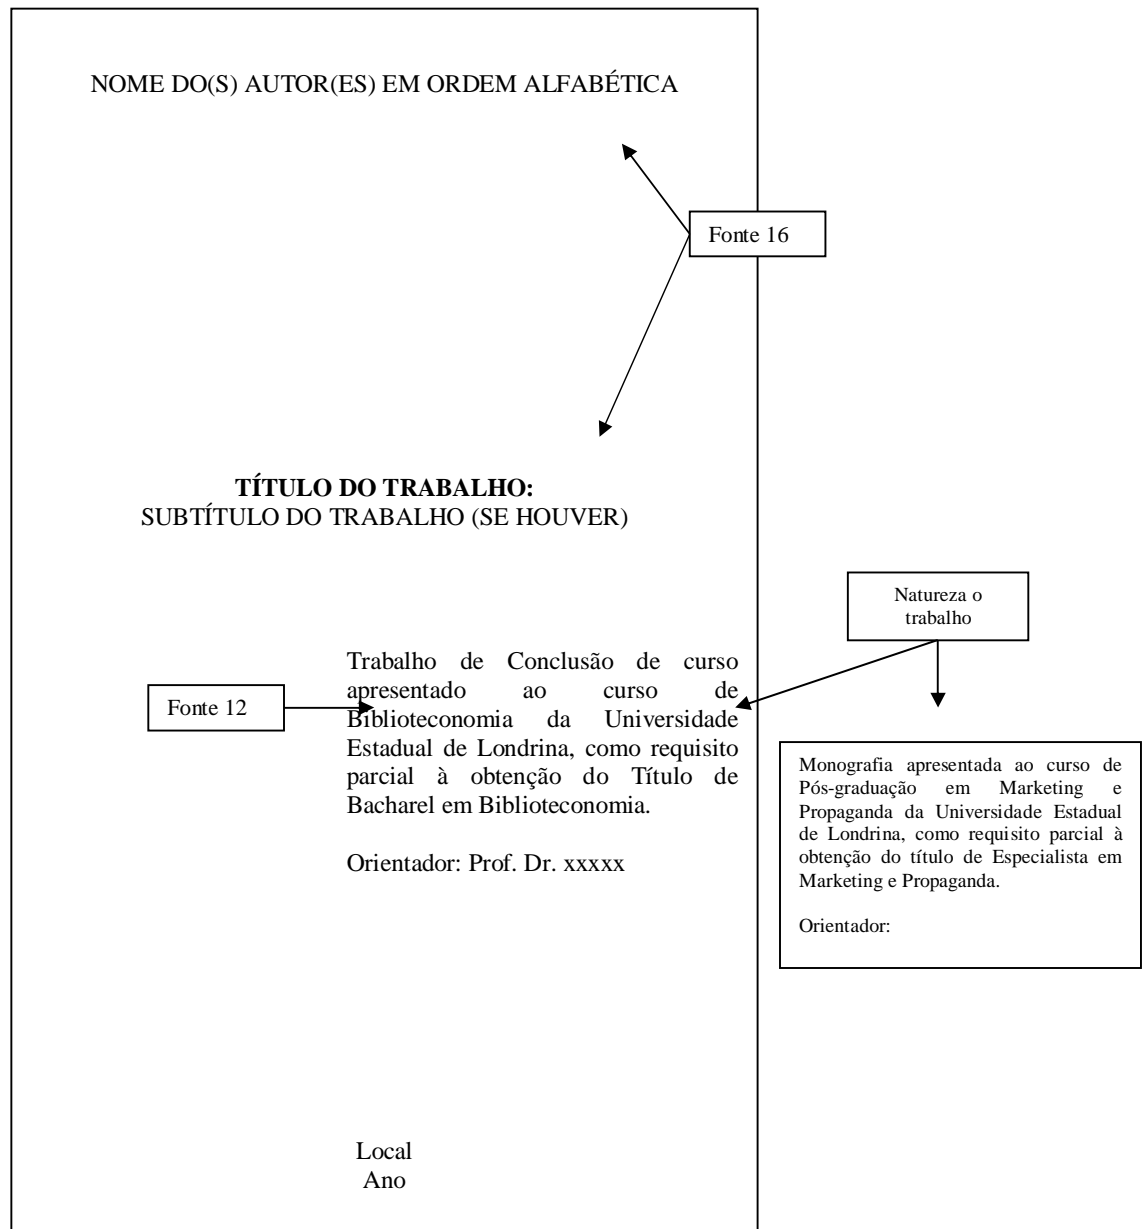 NOME DO(S) AUTOR(ES) EM ORDEM ALFABÉTICA
Fonte 16
TÍTULO DO TRABALHO:
SUBTÍTULO DO TRABALHO (SE HOUVER)
Natureza o
trabalho
Trabalho de Conclusão de curso
apresentado ao curso de
Biblioteconomia da Universidade
Estadual de Londrina, como requisito
parcial à obtenção do Título de
Bacharel em Biblioteconomia.
Orientador: Prof. Dr. xxxxx
Fonte 12
Monografia apresentada ao curso de
Pós-graduação em Marketing e
Propaganda da Universidade Estadual
de Londrina, como requisito parcial à
obtenção do título de Especialista em
Marketing e Propaganda.
Orientador:
Local
Ano